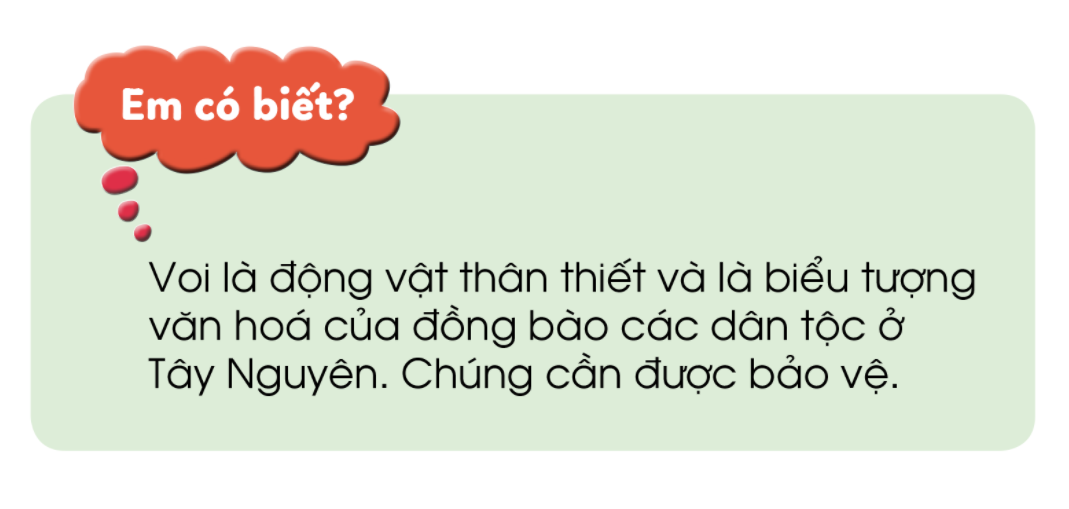 Em có biết?
Voi là động vật thân thiết và là biểu tượng
văn hoá của đồng bào các dân tộc ở
Tây Nguyên. Chúng cần được bảo vệ.